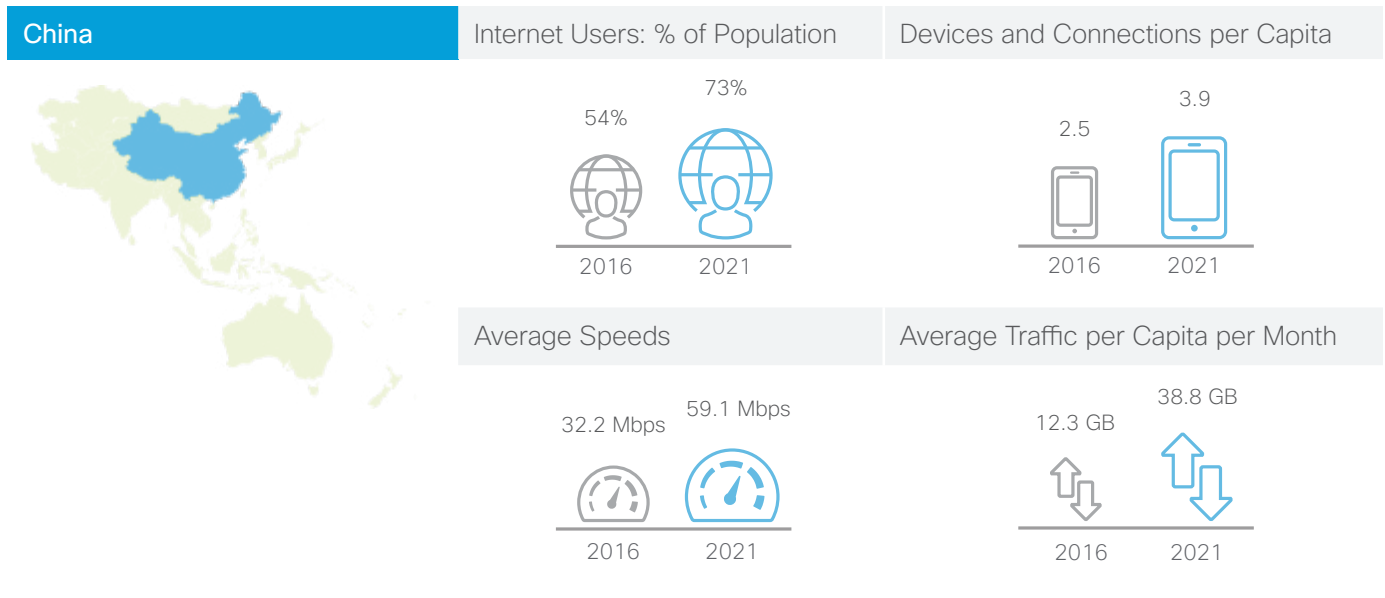 China
Internet Users: % of Population
Devices and Connections per Capita
54%
73%
2016
2021
2.5
3.9
2016
2021
Average Speeds
Average Traffic per Capita per Month
32.2 Mbps
59.1 Mbps
2016
2021
12.3 GB
38.8 GB
2016
2021